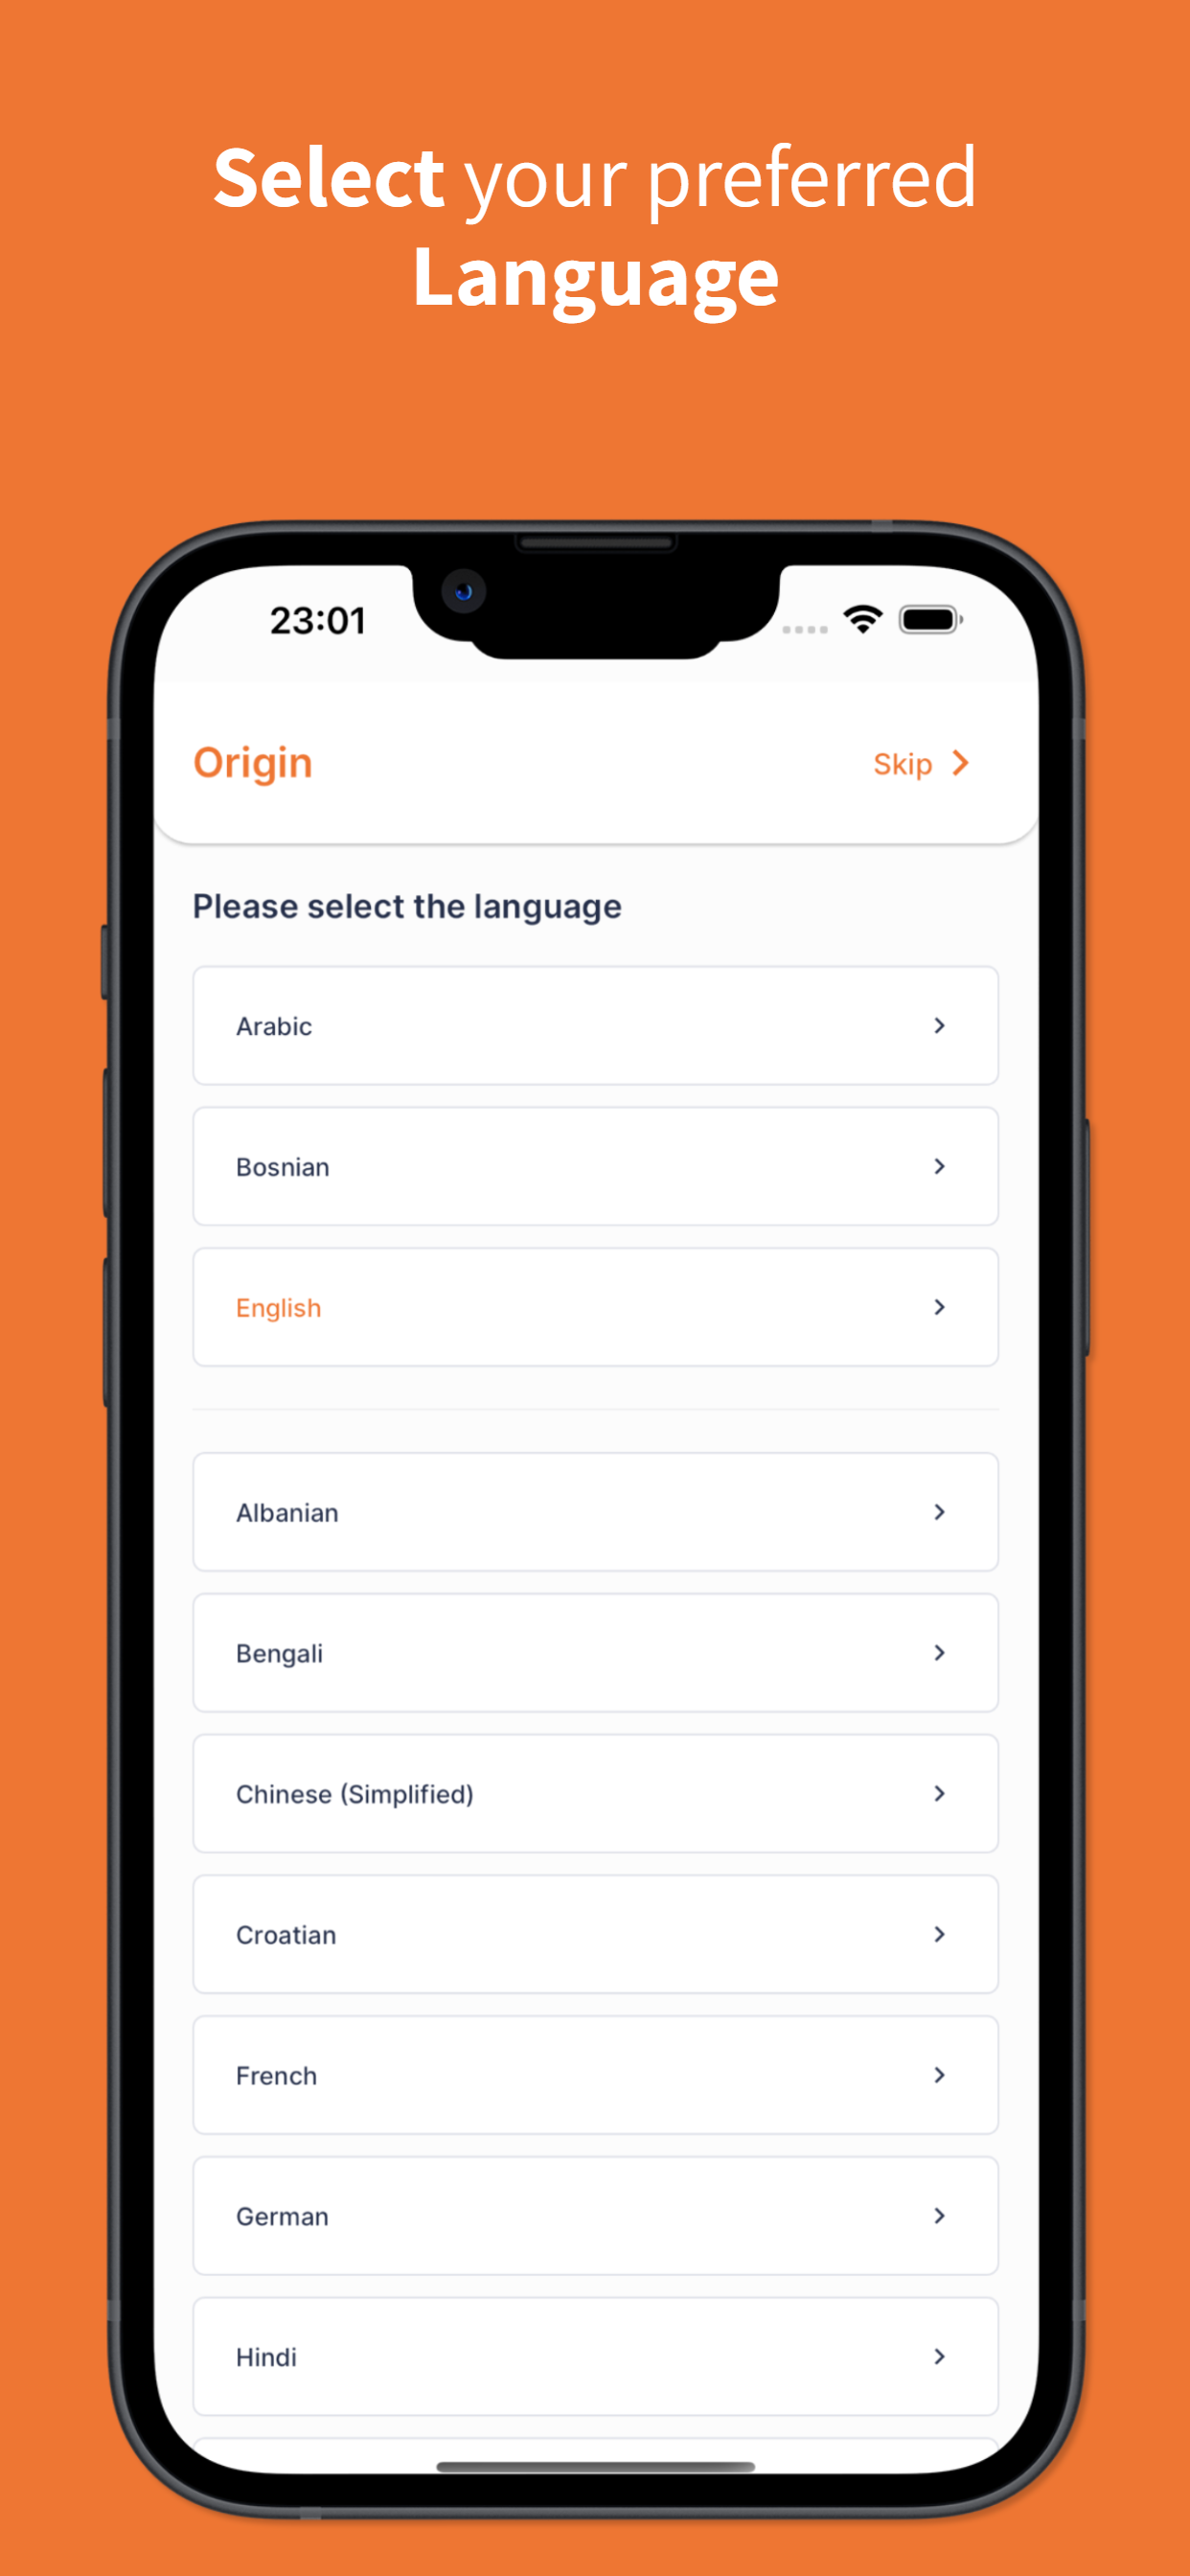 Select your preferred
Language
23:01
Origin
Skip
Please select the language
Arabic
Bosnian
English
Albanian
Bengali
Chinese (Simplified)
Croatian
French
German
Hindi